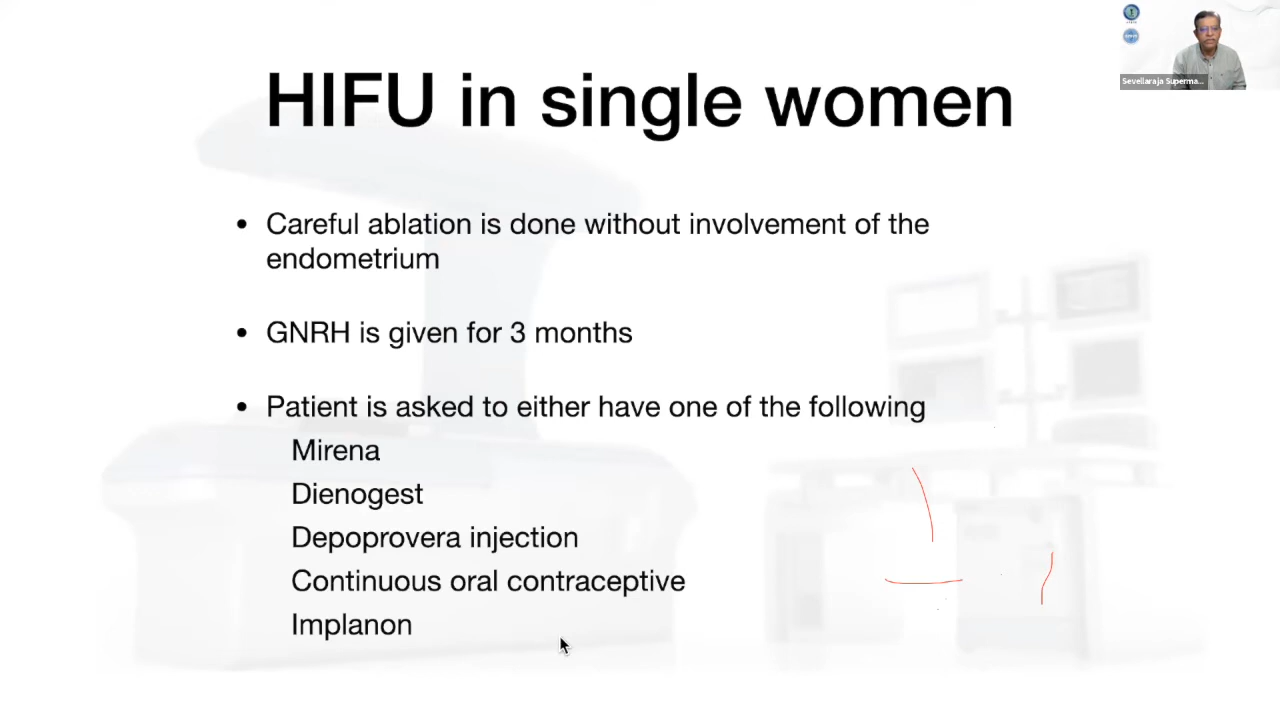 HIFU in single women
Sevellaraja Superma...
• Careful ablation is done without involvement of the
endometrium
• GNRH is given for 3 months
• Patient is asked to either have one of the following
Mirena
Dienogest
Depoprovera injection
Continuous oral contraceptive
Implanon